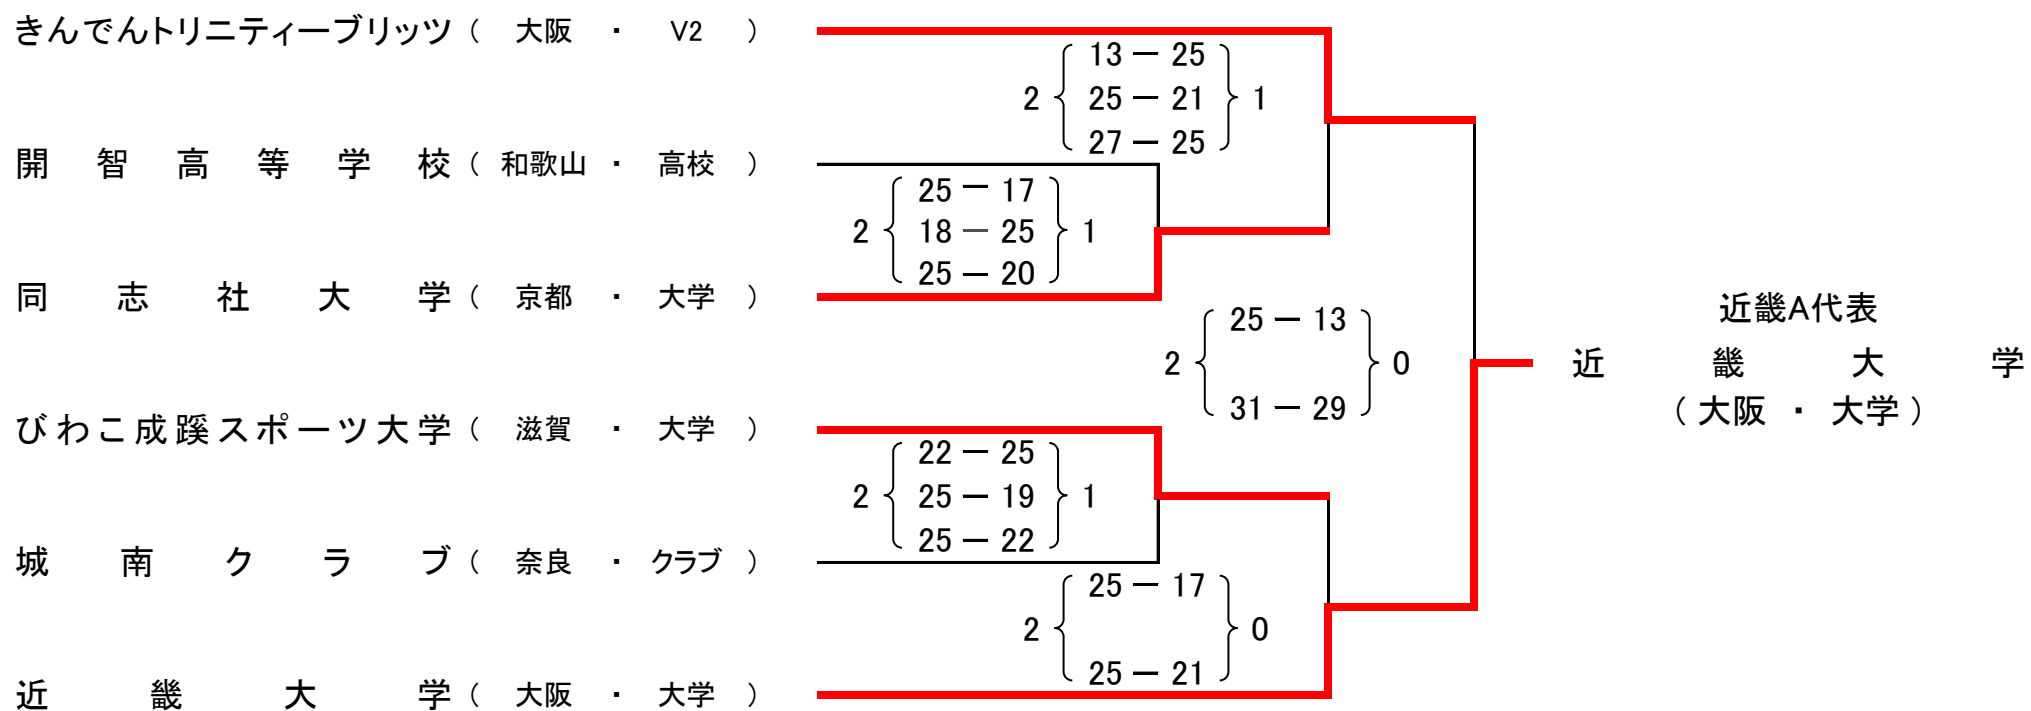 きんでんトリニティーブリッツ（ 大阪 ・ V2 ）
13 － 25
2 25 － 21 1
27 － 25
開智高等学校（ 和歌山 ・ 高校 ）
25 － 17
2 18 － 25 1
25 － 20
同志社大学（ 京都 ・ 大学 ）
近畿A代表
25 － 13
2 0
31 － 29
近畿大学
（ 大阪 ・ 大学 ）
びわこ成蹊スポーツ大学（ 滋賀 ・ 大学 ）
22 － 25
2 25 － 19 1
25 － 22
城南クラブ（ 奈良 ・ クラブ ）
25 － 17
2 0
25 － 21
近畿大学（ 大阪 ・ 大学 ）